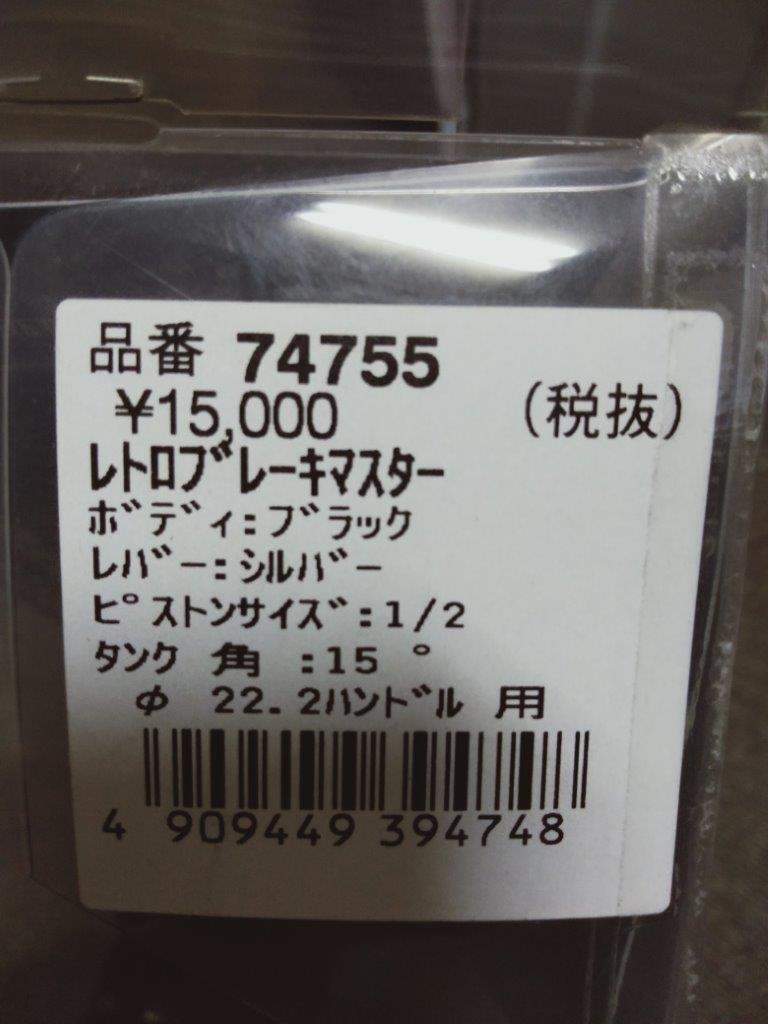 品番 74755
¥15,000 (税抜)
ﾚﾄﾛﾌﾞﾚｰｷﾏｽﾀｰ
ﾎﾞﾃﾞｨ:ﾌﾞﾗｯｸ
ﾚﾊﾞｰ:ｼﾙﾊﾞｰ
ﾋﾟｽﾄﾝｻｲｽﾞ:1/2
ﾀﾝｸ 角 :15 °
φ 22.2ﾊﾝﾄﾞﾙ 用
4 909449 394748